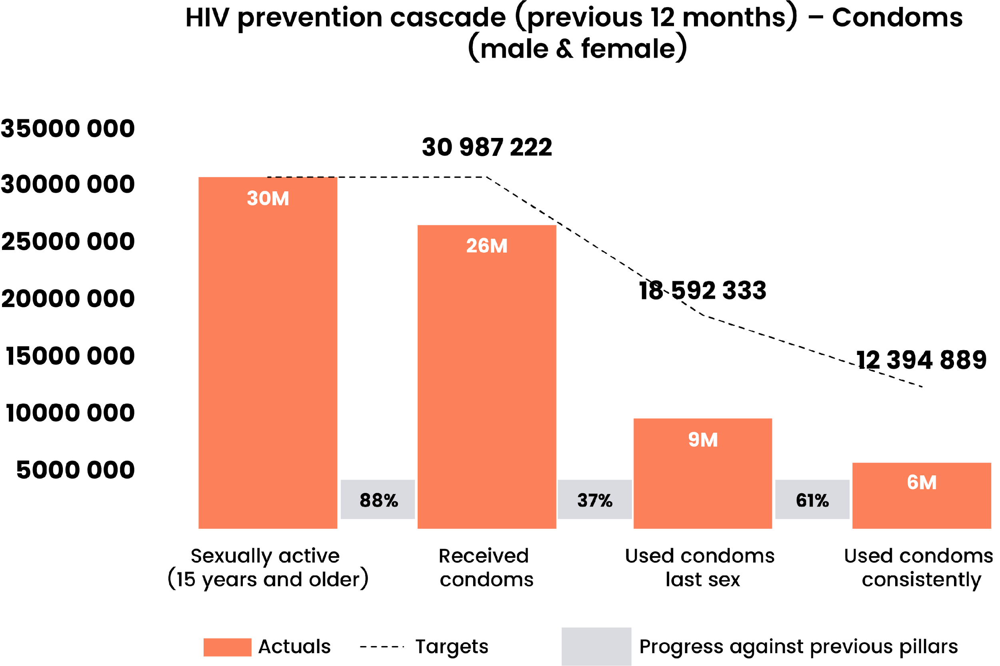 HIV prevention cascade (previous 12 months) – Condoms
(male & female)
35000 000
30000 000
25000 000
20000 000
15000 000
10000 000
5000 000
30 987 222
18 592 333
12 394 889
30M
26M
9M
6M
88%
37%
61%
Sexually active
(15 years and older)
Received
condoms
Used condoms
last sex
Used condoms
consistently
Actuals
Targets
Progress against previous pillars